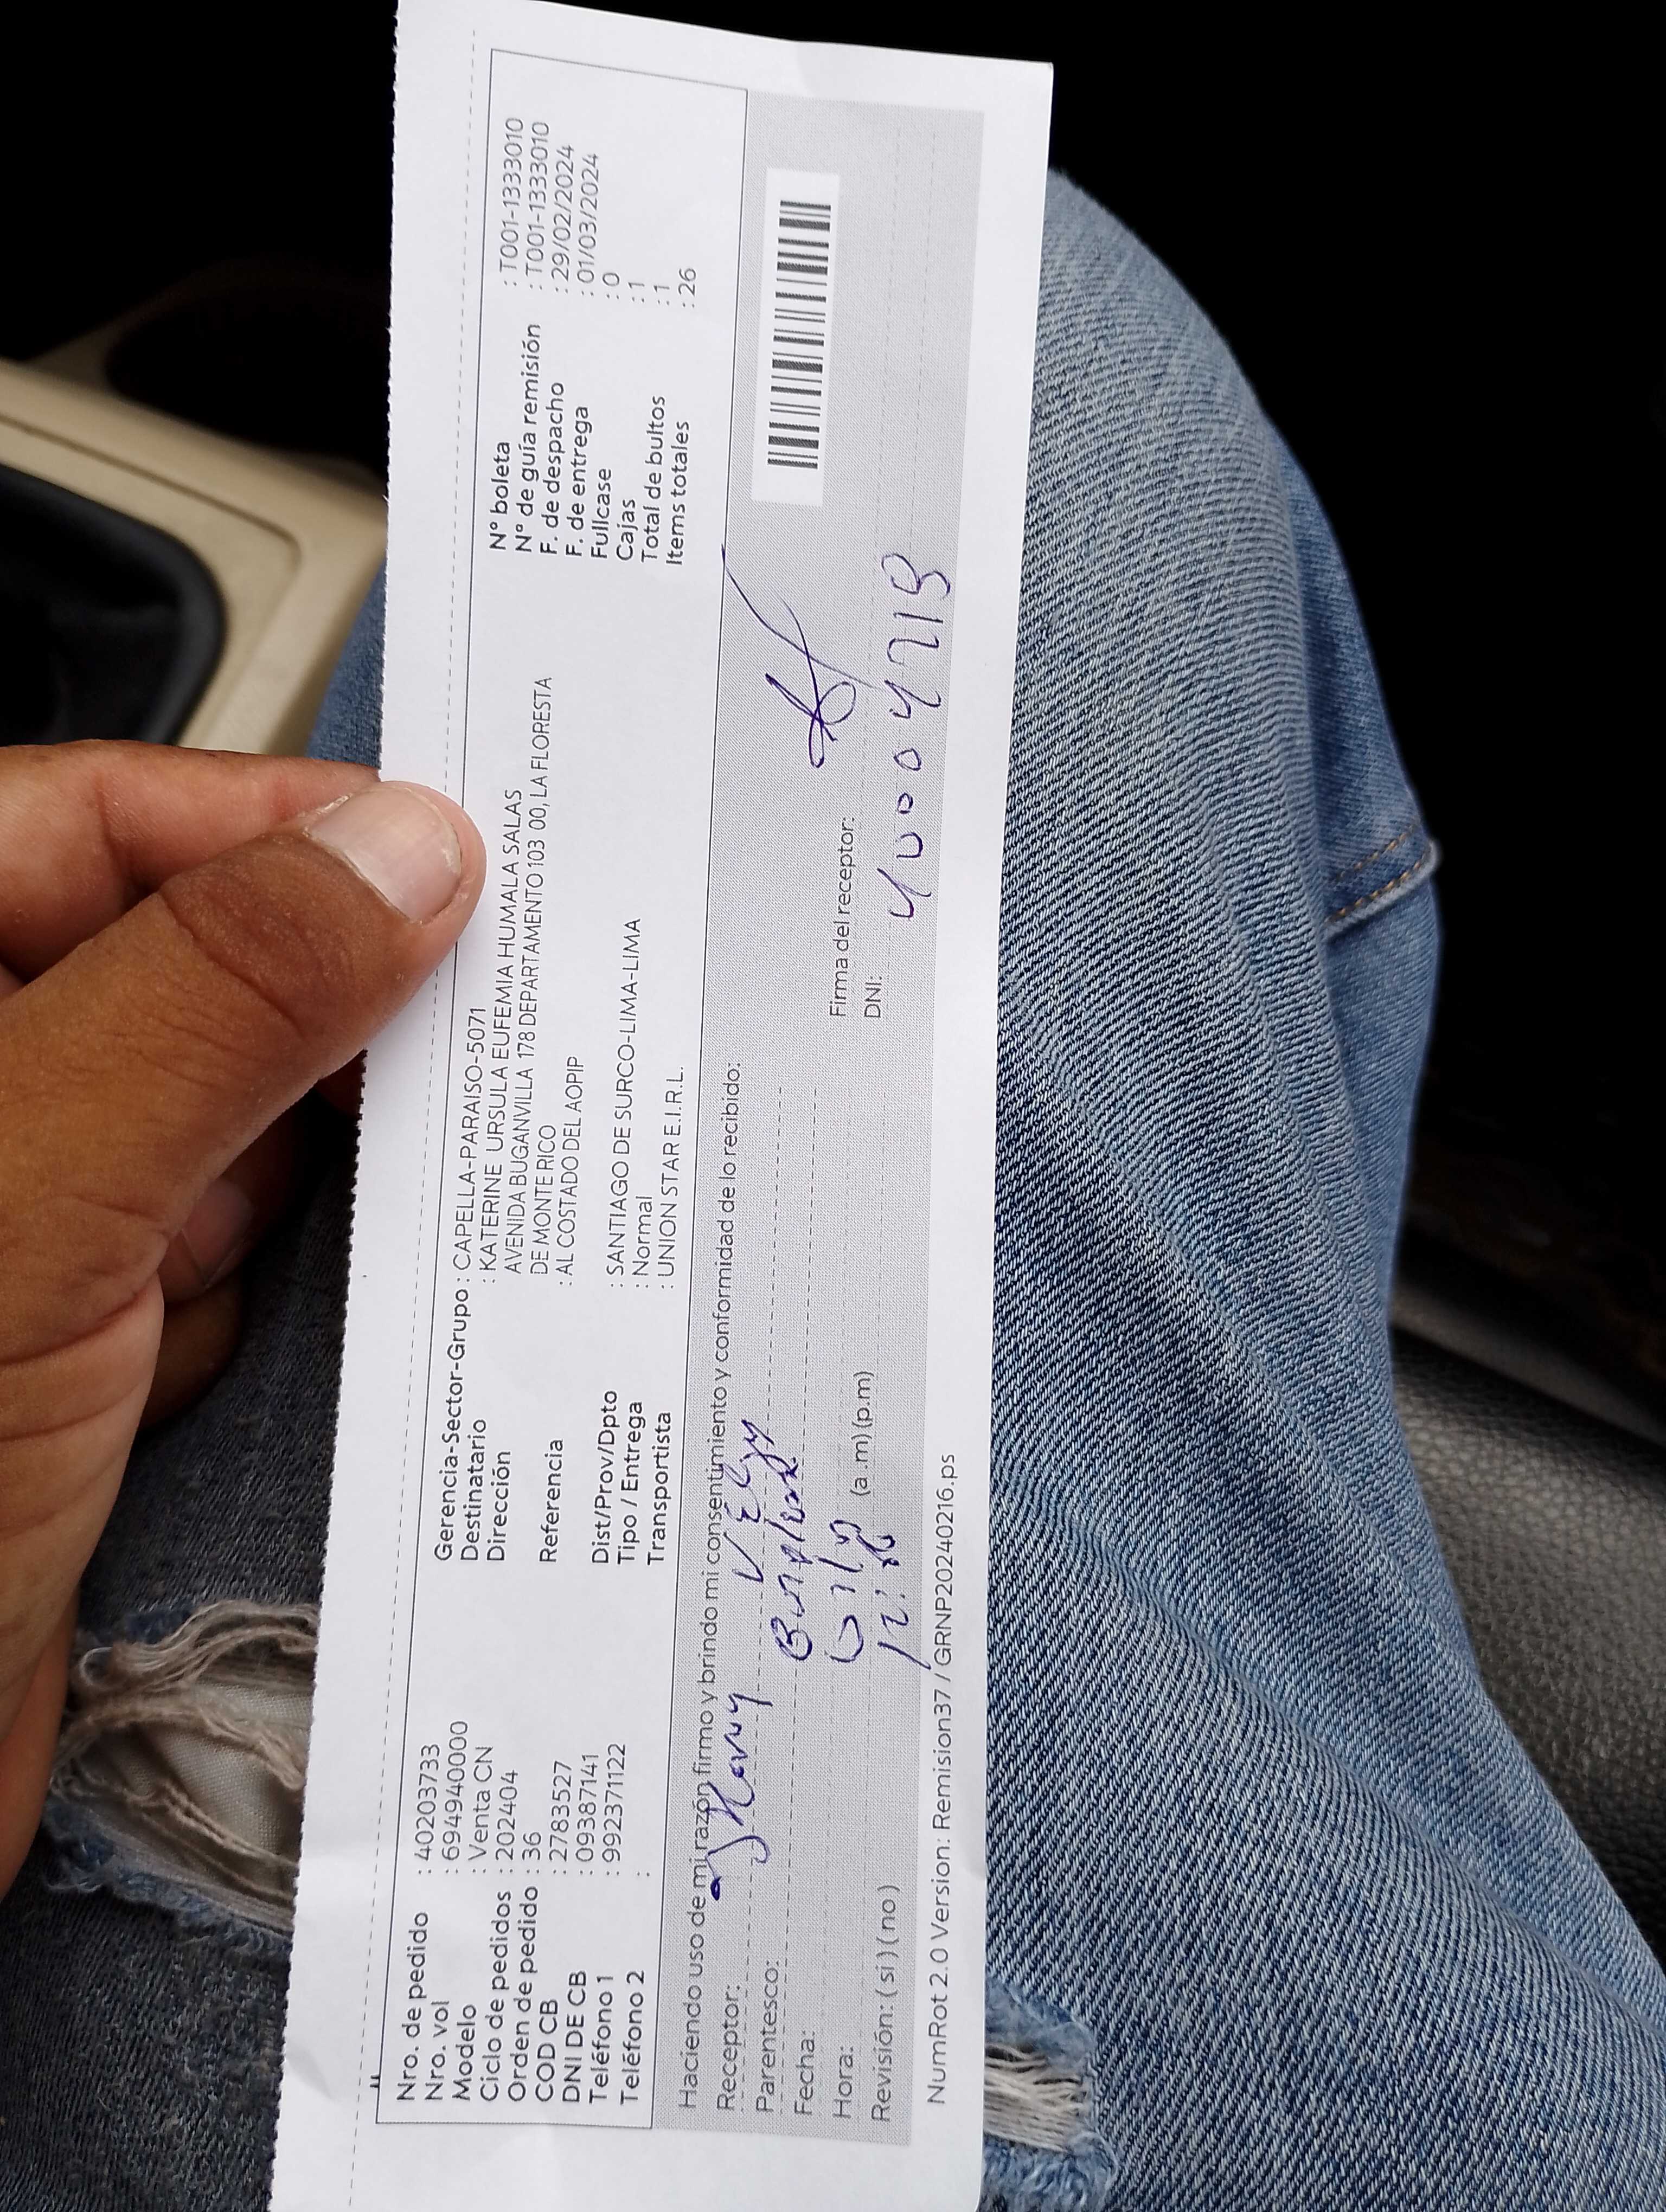 Nro. de pedido : 40203733
Nro. vol : 694940000
Modelo : Venta CN
Ciclo de pedidos : 202404
Orden de pedido : 36
COD CB : 2783527
DNI DE CB : 09387141
Teléfono 1 : 992371122
Teléfono 2 :
Gerencia-Sector-Grupo : CAPELLA-PARAISO-5071
Destinatario : KATERINE URSULA EUFEMIA HUMALA SALAS
Dirección AVENIDA BUGANVILLA 178 DEPARTAMENTO 103 00, LA FLORESTA
DE MONTE RICO
Referencia : AL COSTADO DEL AOPIP
Dist/Prov/Dpto : SANTIAGO DE SURCO-LIMA-LIMA
Tipo / Entrega : Normal
Transportista : UNION STAR E.I.R.L.
N° boleta : T001-1333010
N° de guía remisión : T001-1333010
F. de despacho : 29/02/2024
F. de entrega : 01/03/2024
Fullcase : 0
Cajas : 1
Total de bultos : 1
Items totales : 26
Haciendo uso de mi razón firmo y brindo mi consentimiento y conformidad de lo recibido:
Receptor:
Parentesco:
Fecha:
Hora: (a .m) (p.m)
Revisión: ( si ) ( no )
Firma del receptor:
DNI:
NumRot 2.0 Version: Remision37 / GRNP20240216.ps